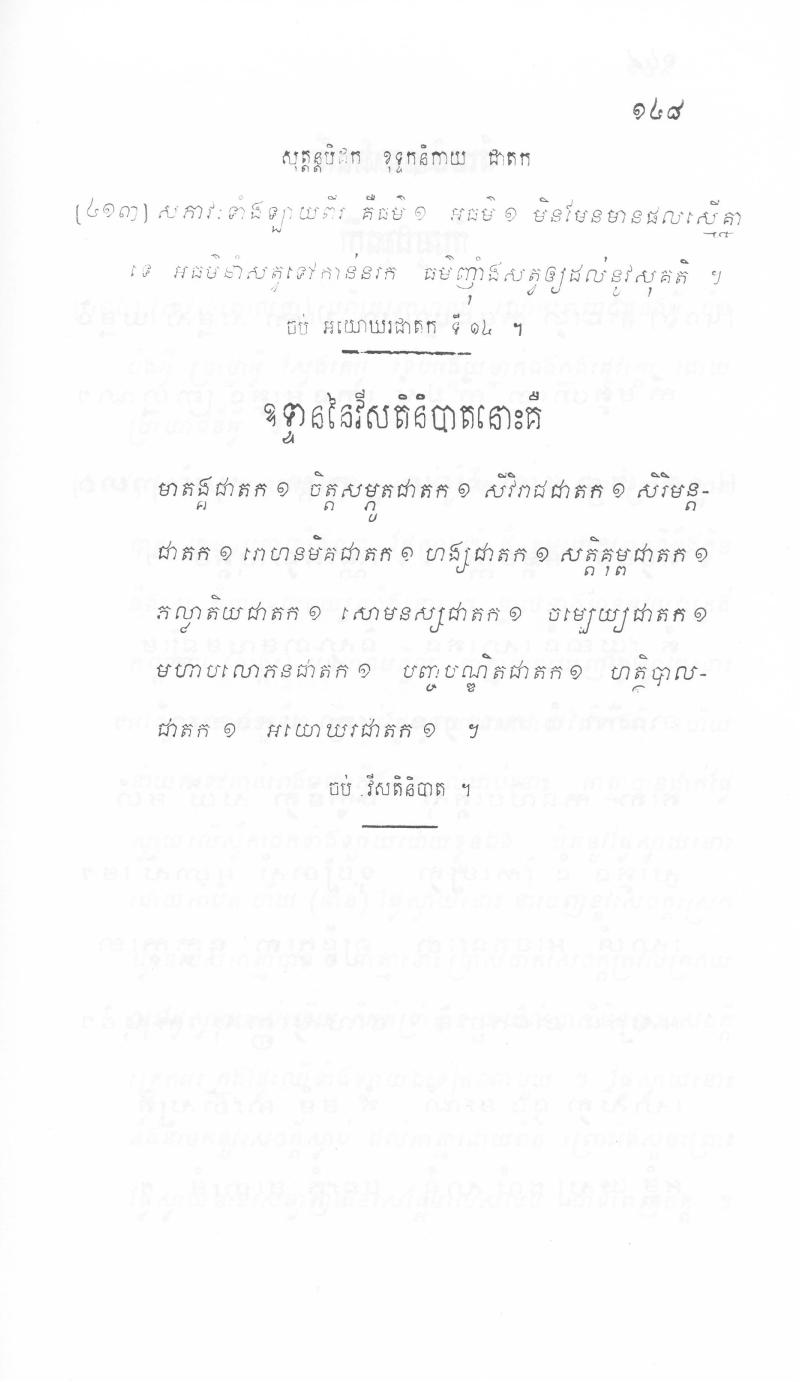 ១៤៨
សុត្តន្តបិដក ខុទ្ទកនិកាយ ជាតក
(៤១៣) សភាវៈទាំងឡាយពីរ គឺធម៌ ១ អធម៌ ១ មិនមែនមានផលស្មើគ្នា
ទេ អធម៌នាំសត្វទៅកាន់នរក ធម៌ញ៉ាំងសត្វឲ្យដល់នូវសុគតិ ។
ចប់ អយោឃរជាតក ទី ១៤ ។
ឧទ្ទាននៃវីសតិនិបាតនោះគឺ
មាតង្គជាតក ១ ចិត្តសម្ភូតជាតក ១ សីវិរាជជាតក ១ សិរិមន្ត-
ជាតក ១ រោហនមិគជាតក ១ ហង្សជាតក ១ សត្តិគុម្ពជាតក ១
ភល្លាតិយជាតក ១ សោមនស្សជាតក ១ ចម្បេយ្យជាតក ១
មហាបលោភនជាតក ១ បញ្ចបណ្ឌិតជាតក ១ ហត្ថិបាល-
ជាតក ១ អយោឃរជាតក ១ ។
ចប់ វីសតិនិបាត ។